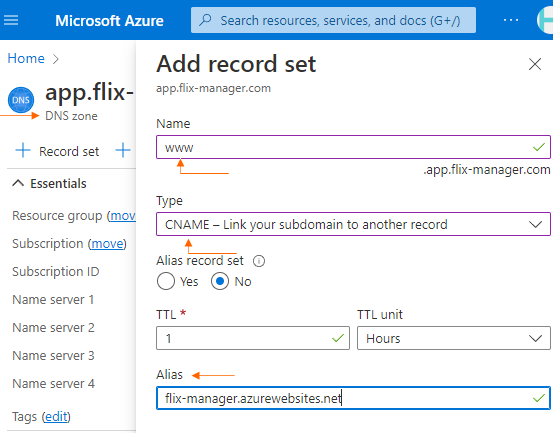 Microsoft Azure
Search resources, services, and docs (G+/)
Home
app.flix-
DNS
DNS zone
Record set
Essentials
Resource group (move)
Subscription (move)
Subscription ID
Name server 1
Name server 2
Name server 3
Name server 4
Tags (edit)
Add record set
app.flix-manager.com
Name
www
.app.flix-manager.com
Type
CNAME – Link your subdomain to another record
Alias record set
Yes No
TTL * TTL unit
1 Hours
Alias
flix-manager.azurewebsites.net